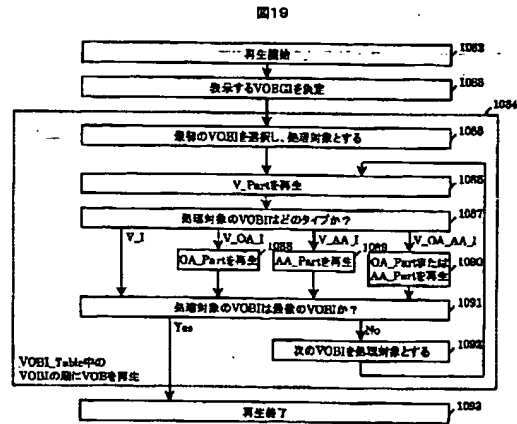 図19
再生開始
1082
表示するVOBGIを決定
1083
1084
最初のVOBIを選択し、処理対象とする
1085
V_Partを再生
1086
処理対象のVOBIはどのタイプか?
1087
V_I
V_OA_I
V_AA_I
V_OA_AA_I
OA_Partを再生
1088
AA_Partを再生
1089
OA_Partまたは
AA_Partを再生
1090
処理対象のVOBIは最後のVOBIか?
1091
Yes
No
次のVOBIを処理対象とする
1092
VOBI_Table中の
VOBIの順にVOBを再生
再生終了
1093